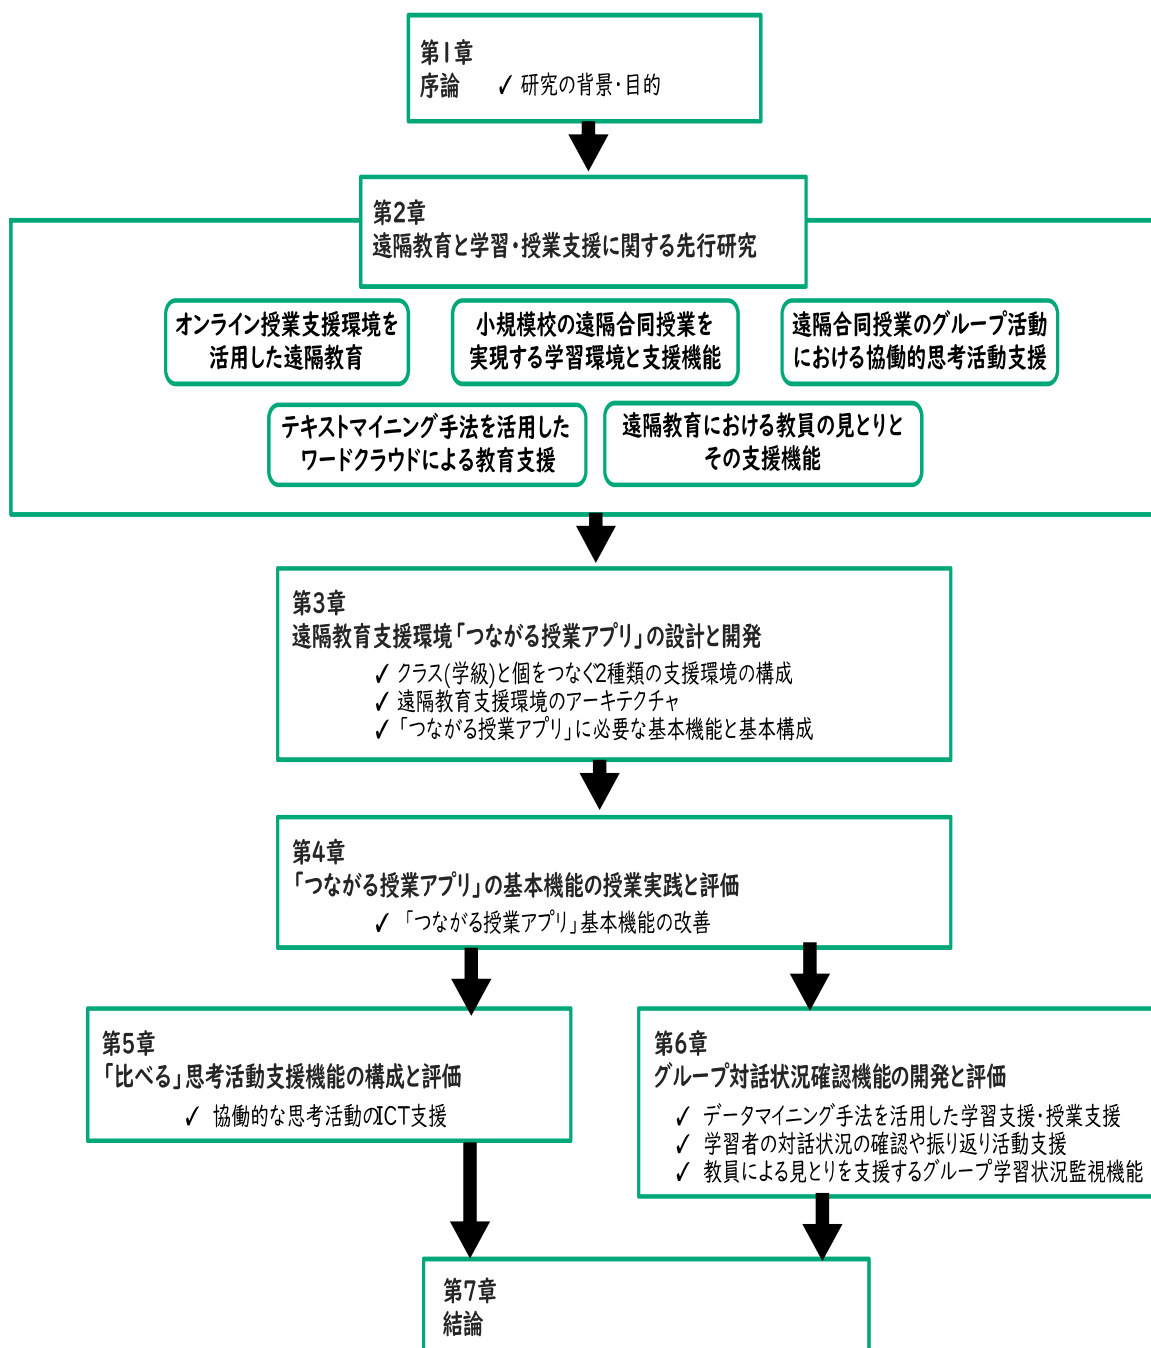 第1章
序論 ✓ 研究の背景・目的
第2章
遠隔教育と学習・授業支援に関する先行研究
オンライン授業支援環境を
活用した遠隔教育
小規模校の遠隔合同授業を
実現する学習環境と支援機能
遠隔合同授業のグループ活動
における協働的思考活動支援
テキストマイニング手法を活用した
ワードクラウドによる教育支援
遠隔教育における教員の見とりと
その支援機能
第3章
遠隔教育支援環境「つながる授業アプリ」の設計と開発
✓ クラス(学級)と個をつなぐ2種類の支援環境の構成
✓ 遠隔教育支援環境のアーキテクチャ
✓ 「つながる授業アプリ」に必要な基本機能と基本構成
第4章
「つながる授業アプリ」の基本機能の授業実践と評価
✓ 「つながる授業アプリ」基本機能の改善
第5章
「比べる」思考活動支援機能の構成と評価
✓ 協働的な思考活動のICT支援
第6章
グループ対話状況確認機能の開発と評価
✓ データマイニング手法を活用した学習支援・授業支援
✓ 学習者の対話状況の確認や振り返り活動支援
✓ 教員による見とりを支援するグループ学習状況監視機能
第7章
結論